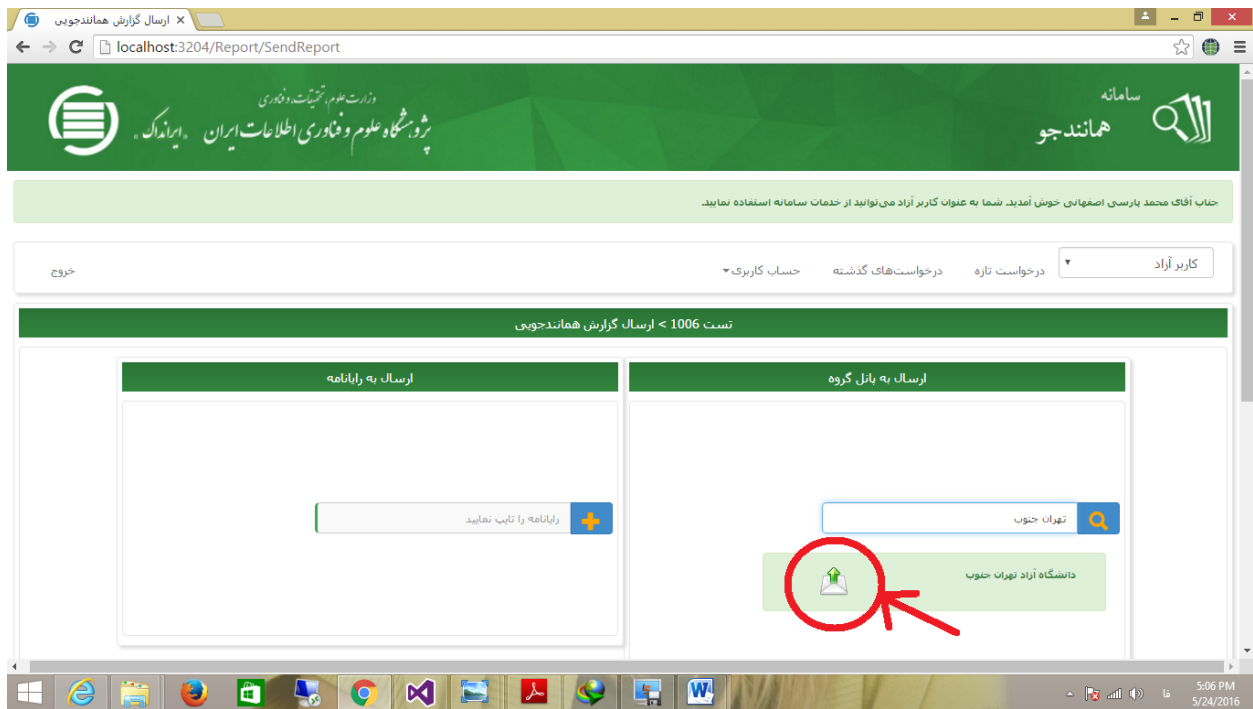 ارسال گزارش همانندجویی
localhost:3204/Report/SendReport
سامانه
همانندجو
وزارت علوم، تحقیقات، و فناوری
پژوهشگاه علوم و فناوری اطلاعات ایران «ایرانداک»
جناب آقای محمد پارسی اصفهانی خوش آمدید. شما به عنوان کاربر آزاد می‌توانید از خدمات سامانه استفاده نمایید.
کاربر آزاد درخواست تازه درخواست‌های گذشته حساب کاربری خروج
تست 1006 > ارسال گزارش همانندجویی
ارسال به پانل گروه
تهران جنوب
دانشگاه آزاد تهران جنوب
ارسال به رایانامه
رایانامه را تایپ نمایید
فا
5:06 PM
5/24/2016